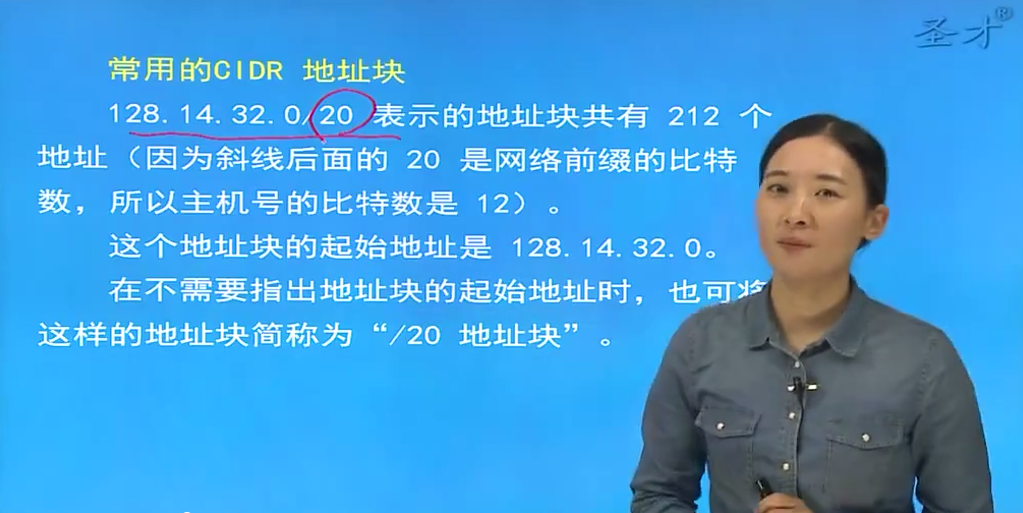 圣才®
常用的CIDR 地址块
128.14.32.0/20 表示的地址块共有 212 个
地址（因为斜线后面的 20 是网络前缀的比特
数，所以主机号的比特数是 12）。
这个地址块的起始地址是 128.14.32.0。
在不需要指出地址块的起始地址时，也可将
这样的地址块简称为“/20 地址块”。